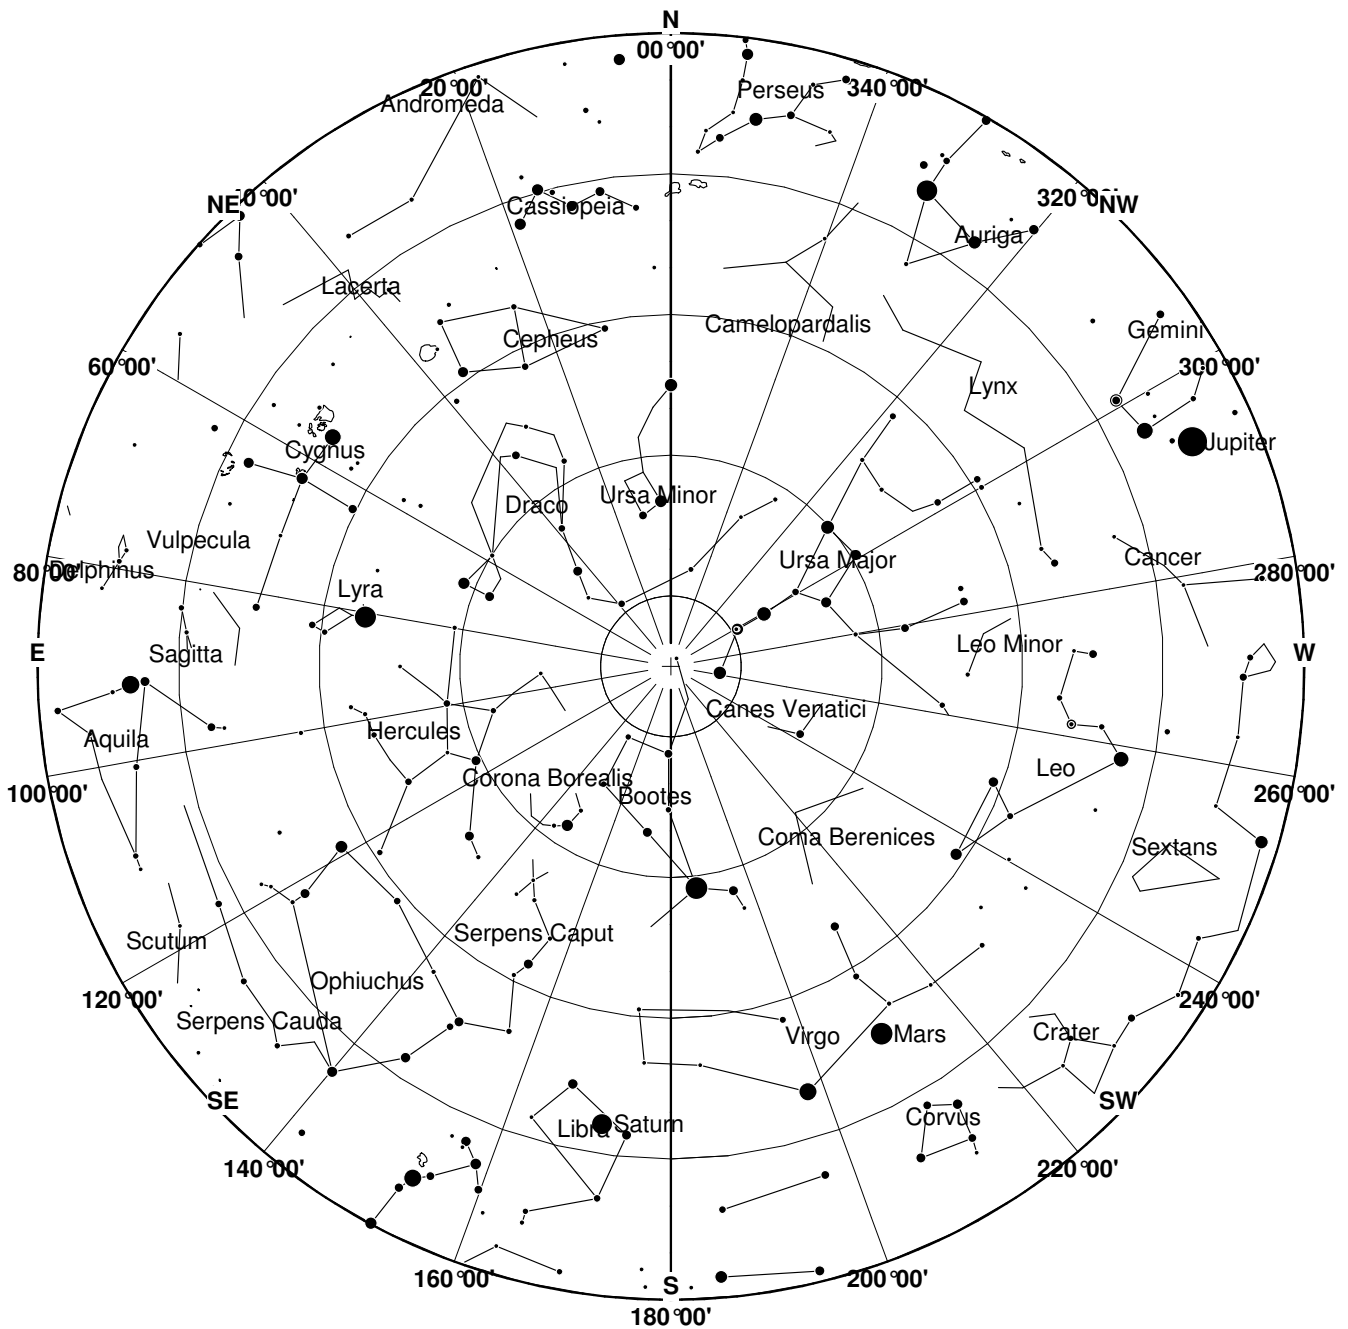 N
00°00'
20°00'
Andromeda
Perseus
340°00'
NE
0°00'
Cassiopeia
320°0
NW
Auriga
Lacerta
Camelopardalis
Cepheus
Gemini
60°00'
300°00'
Lynx
Cygnus
Jupiter
Draco
Ursa Minor
Vulpecula
Ursa Major
Cancer
80°00'
Delphinus
280°00'
Lyra
E
Sagitta
Leo Minor
W
Canes Venatici
Aquila
Hercules
Leo
100°00'
Corona Borealis
Bootes
260°00'
Coma Berenices
Sextans
Scutum
Serpens Caput
Ophiuchus
120°00'
240°00'
Serpens Cauda
Virgo
Mars
Crater
SE
SW
Libra
Saturn
Corvus
140°00'
220°00'
160°00'
S
200°00'
180°00'